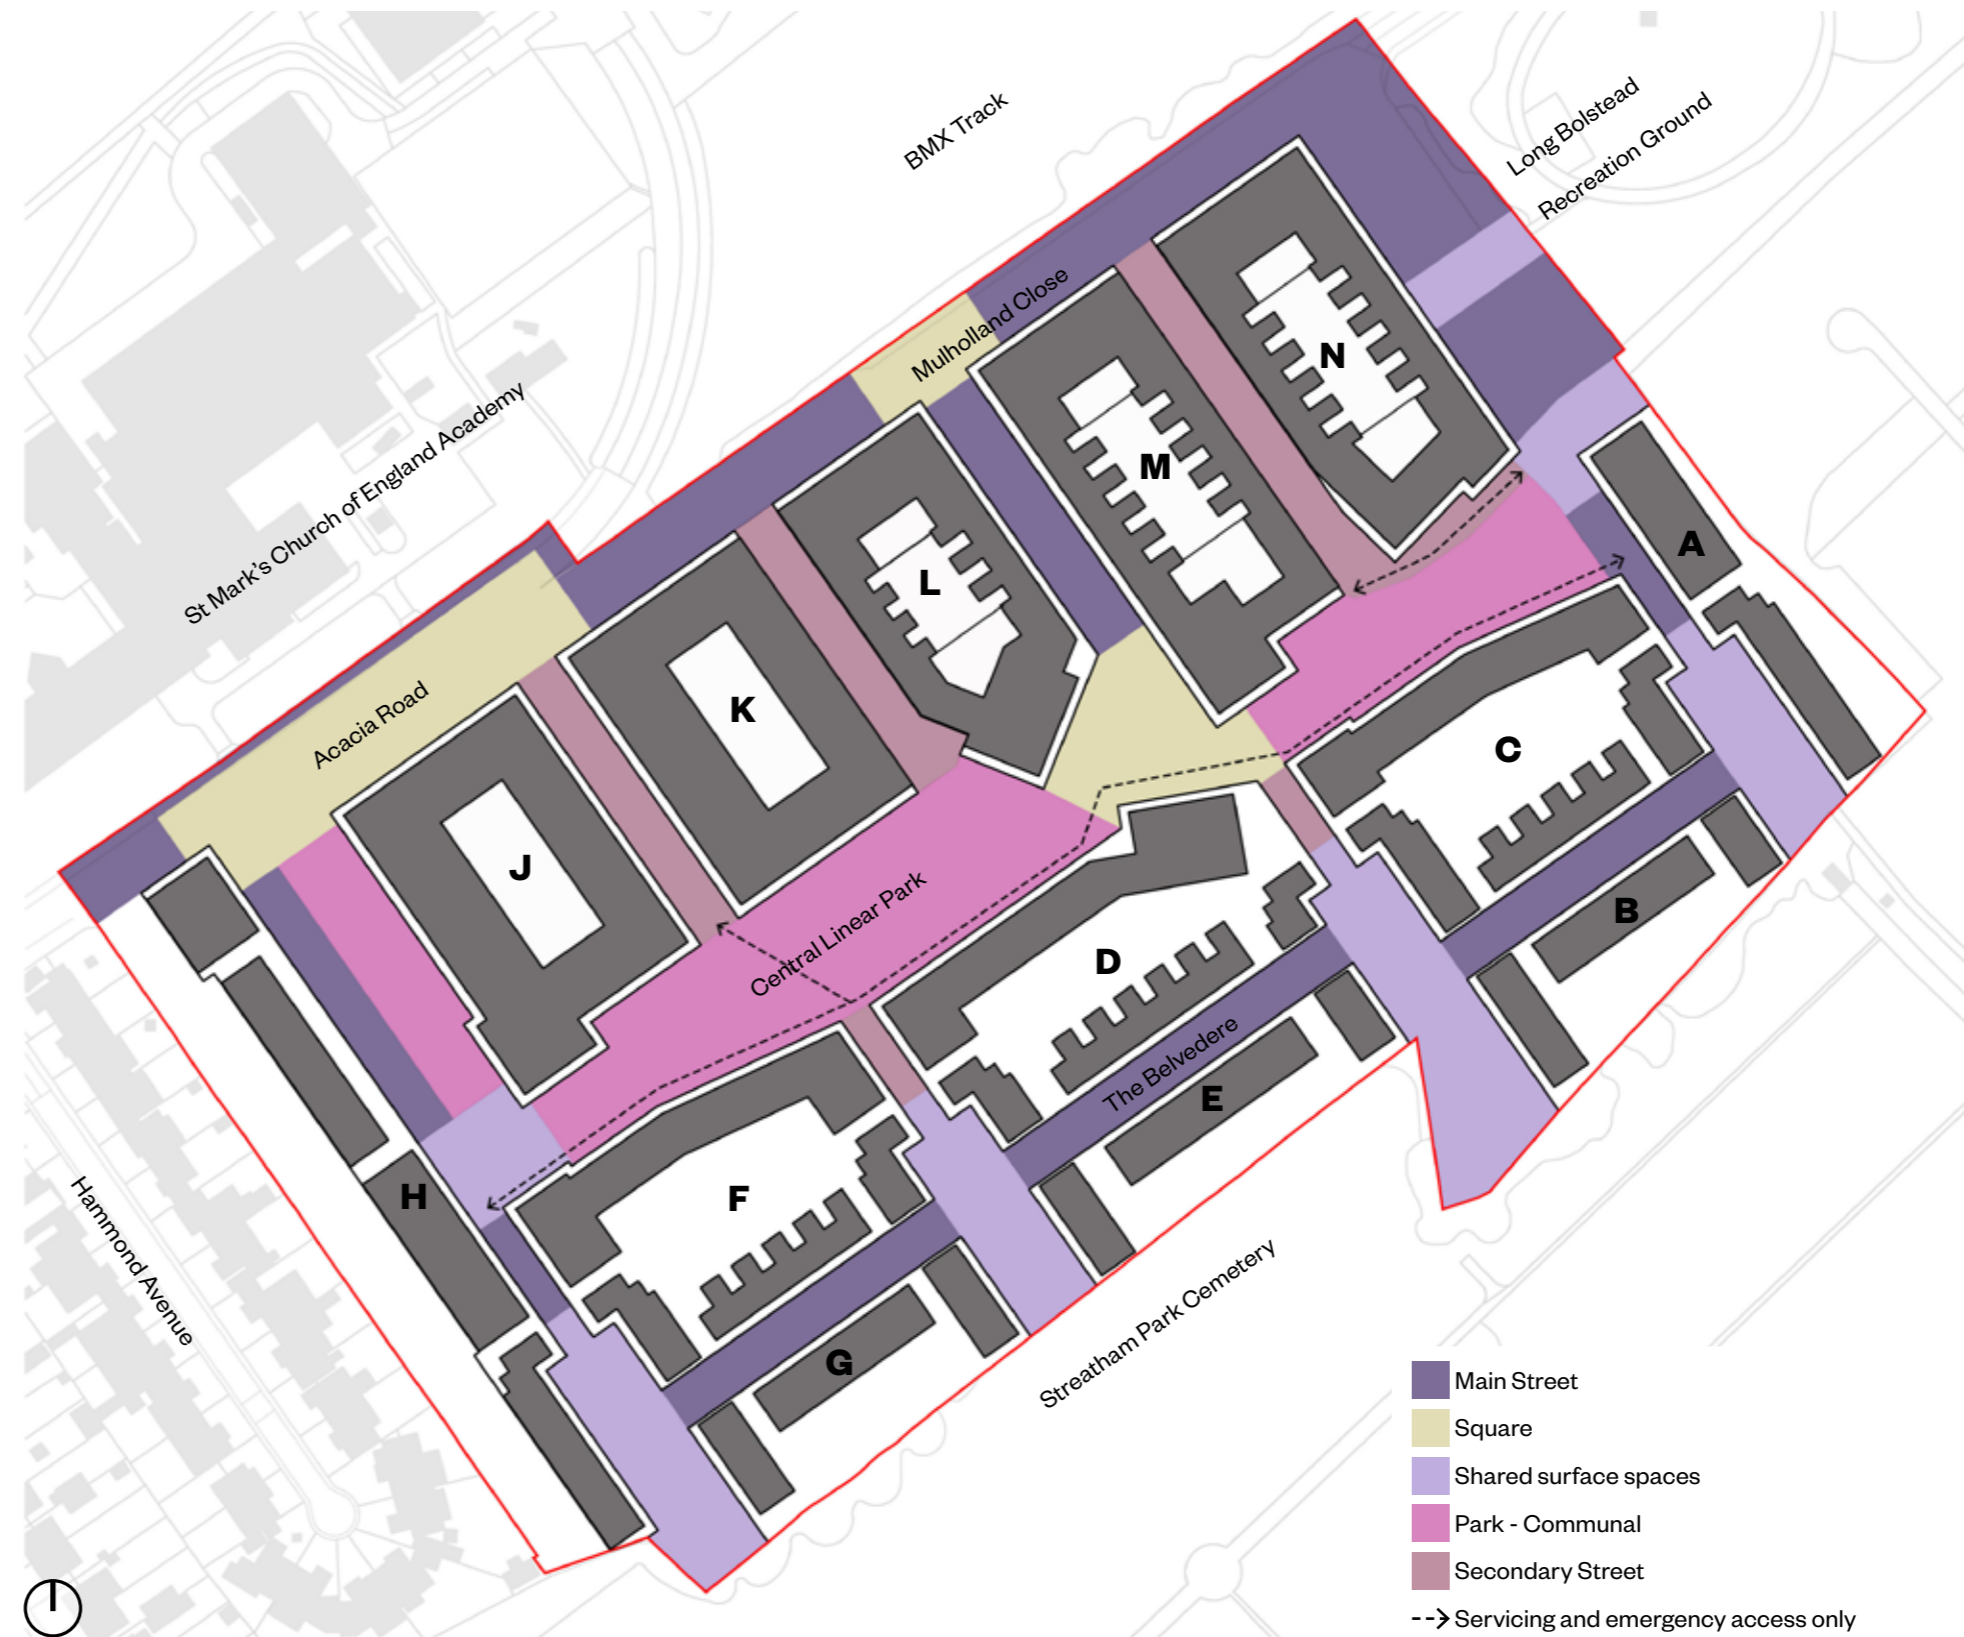 BMX Track
Long Bolstead
Recreation Ground
St Mark's Church of England Academy
Mulholland Close
N
M
A
L
K
Acacia Road
C
J
B
Central Linear Park
D
The Belvedere
E
H
F
Hammond Avenue
G
Streatham Park Cemetery
Main Street
Square
Shared surface spaces
Park - Communal
Secondary Street
Servicing and emergency access only